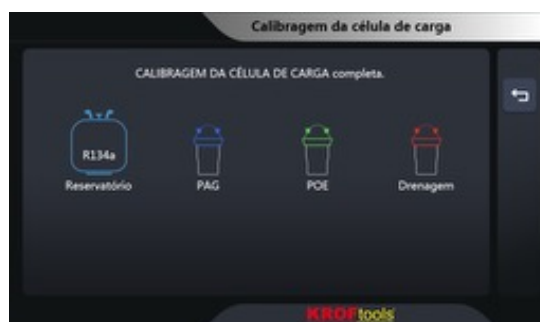 Calibragem da célula de carga
CALIBRAGEM DA CÉLULA DE CARGA completa.
R134a
Reservatório
PAG
POE
Drenagem
KROFtools